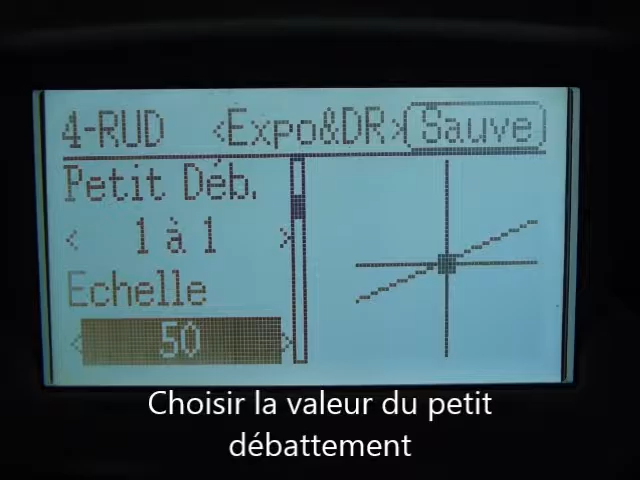 4-RUD <Expo&DR> Sauve
Petit Déb.
< 1 à 1 >
Echelle
< 50 >
Choisir la valeur du petit
débattement